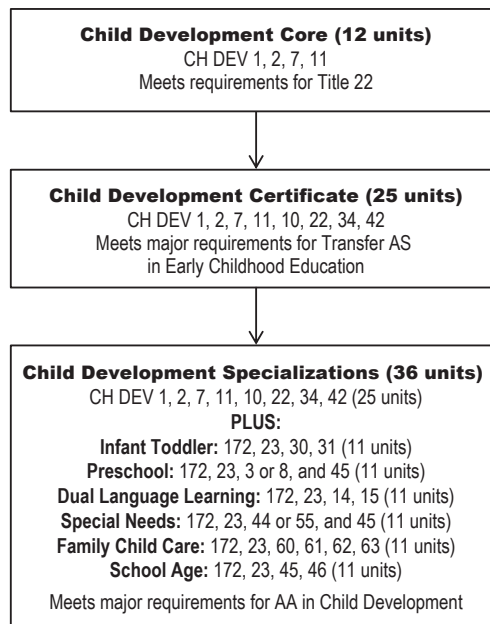 Child Development Core (12 units)
CH DEV 1, 2, 7, 11
Meets requirements for Title 22
Child Development Certificate (25 units)
CH DEV 1, 2, 7, 11, 10, 22, 34, 42
Meets major requirements for Transfer AS
in Early Childhood Education
Child Development Specializations (36 units)
CH DEV 1, 2, 7, 11, 10, 22, 34, 42 (25 units)
PLUS:
Infant Toddler: 172, 23, 30, 31 (11 units)
Preschool: 172, 23, 3 or 8, and 45 (11 units)
Dual Language Learning: 172, 23, 14, 15 (11 units)
Special Needs: 172, 23, 44 or 55, and 45 (11 units)
Family Child Care: 172, 23, 60, 61, 62, 63 (11 units)
School Age: 172, 23, 45, 46 (11 units)
Meets major requirements for AA in Child Development